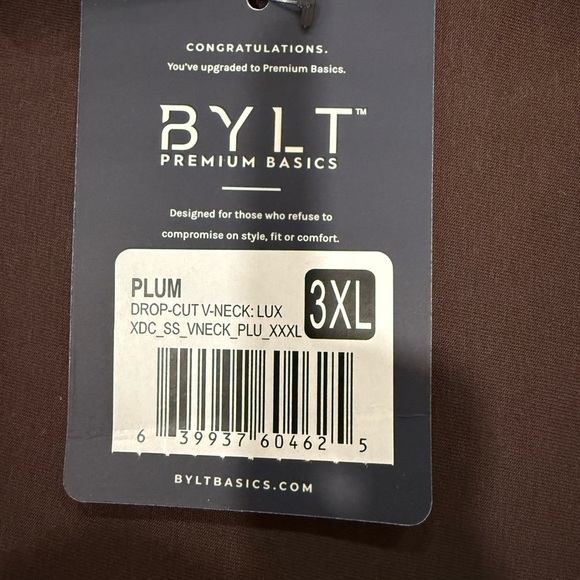 CONGRATULATIONS.
You've upgraded to Premium Basics.
BYLT™
PREMIUM BASICS
Designed for those who refuse to
compromise on style, fit or comfort.
PLUM
DROP-CUT V-NECK: LUX
XDC_SS_VNECK_PLU_XXXL
3XL
6 39937 60462 5
BYLTBASICS.COM